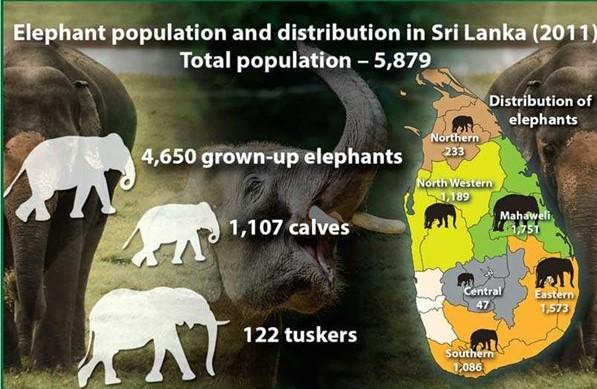 Elephant population and distribution in Sri Lanka (2011)
Total population – 5,879
Distribution of
elephants
4,650 grown-up elephants
1,107 calves
122 tuskers
Northern
233
North Western
1,189
Mahaweli
1,751
Central
47
Eastern
1,573
Southern
1,086